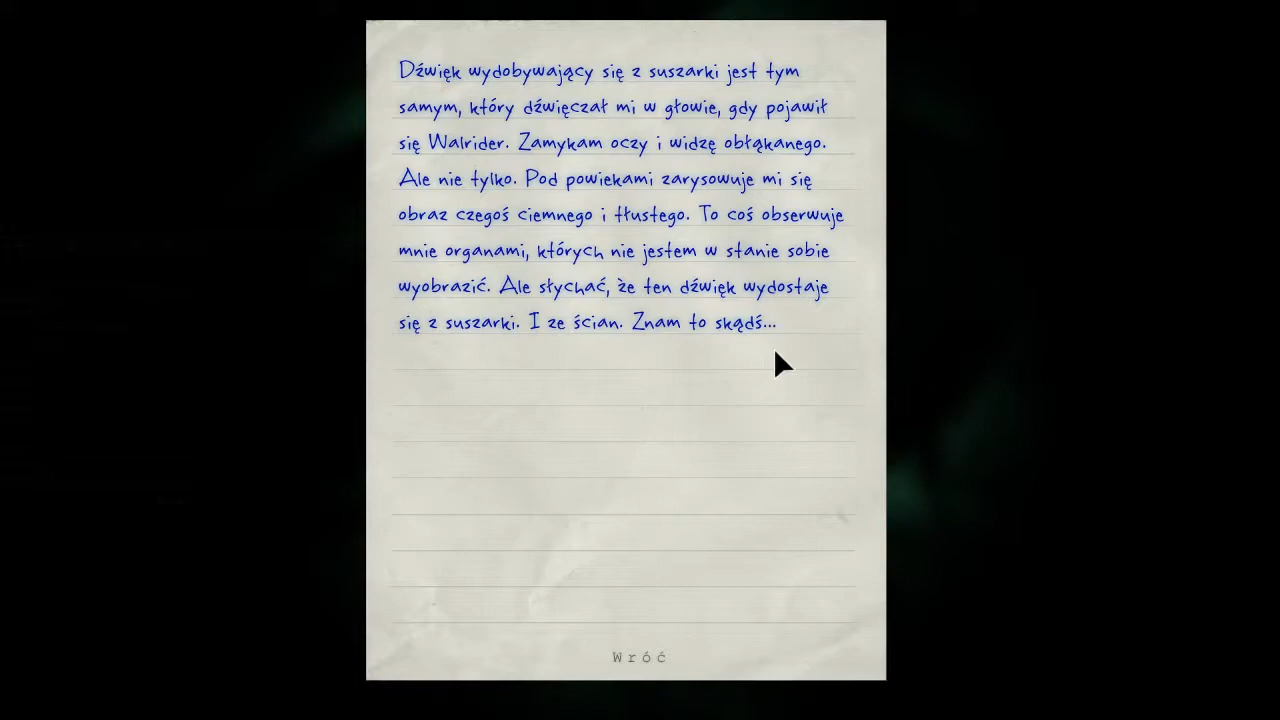 Dźwięk wydobywający się z suszarki jest tym
samym, który dźwięczał mi w głowie, gdy pojawił
się Walrider. Zamykam oczy i widzę obłąkanego.
Ale nie tylko. Pod powiekami zarysowuje mi się
obraz czegoś ciemnego i tłustego. To coś obserwuje
mnie organami, których nie jestem w stanie sobie
wyobrazić. Ale słychać, że ten dźwięk wydostaje
się z suszarki. I ze ścian. Znam to skądś...
Wróć